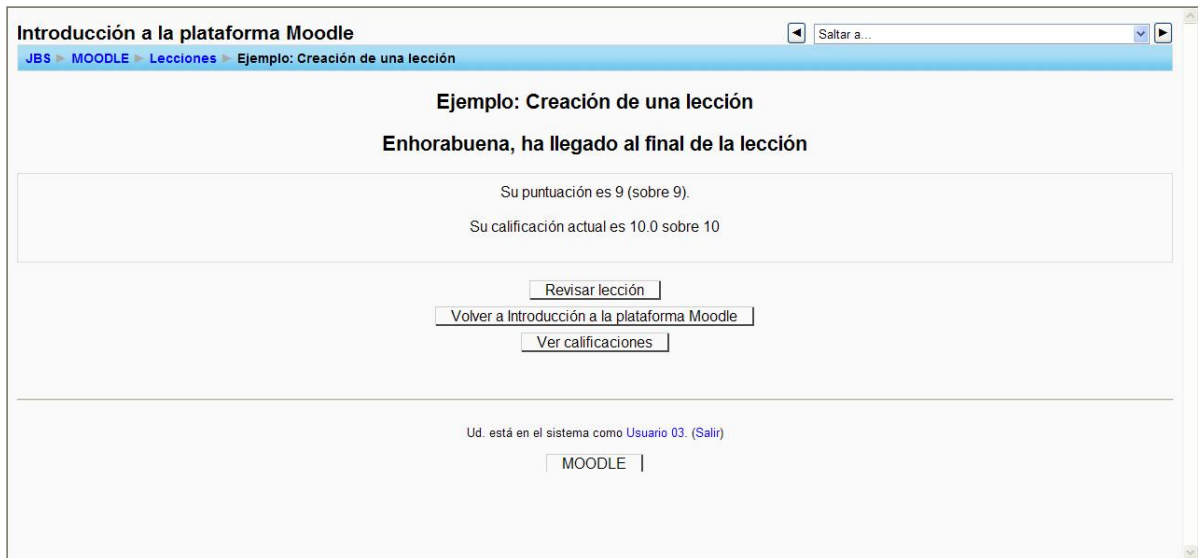 Introducción a la plataforma Moodle
Saltar a...
JBS ► MOODLE ► Lecciones ► Ejemplo: Creación de una lección
Ejemplo: Creación de una lección
Enhorabuena, ha llegado al final de la lección
Su puntuación es 9 (sobre 9).
Su calificación actual es 10.0 sobre 10
Revisar lección
Volver a Introducción a la plataforma Moodle
Ver calificaciones
Ud. está en el sistema como Usuario 03. (Salir)
MOODLE